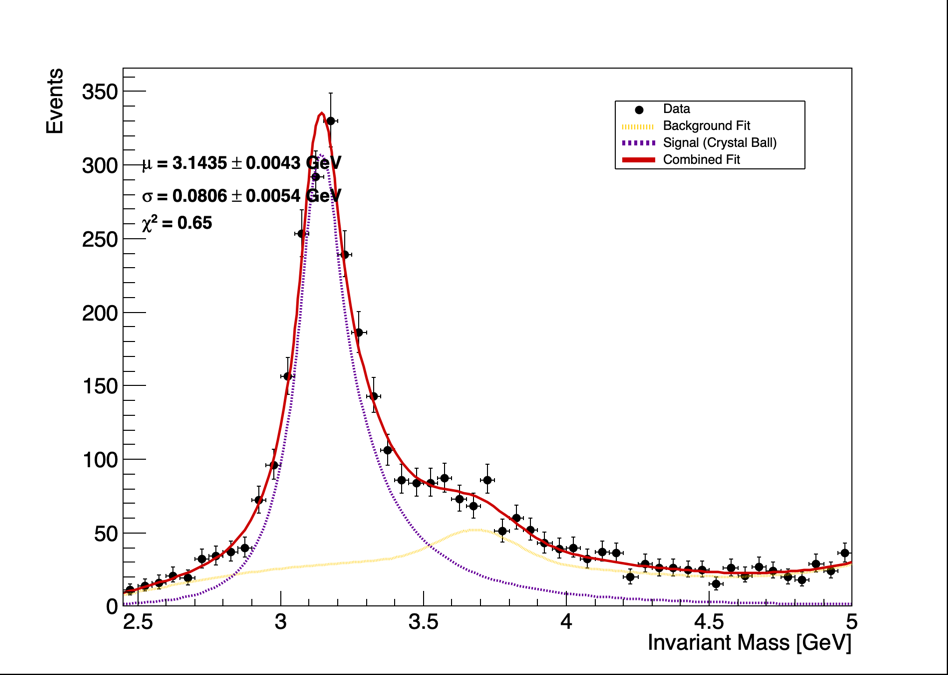 Events
350
300
250
200
150
100
50
0
μ = 3.1435 ± 0.0043 GeV
σ = 0.0806 ± 0.0054 GeV
χ² = 0.65
Data
Background Fit
Signal (Crystal Ball)
Combined Fit
2.5 3 3.5 4 4.5 5
Invariant Mass [GeV]